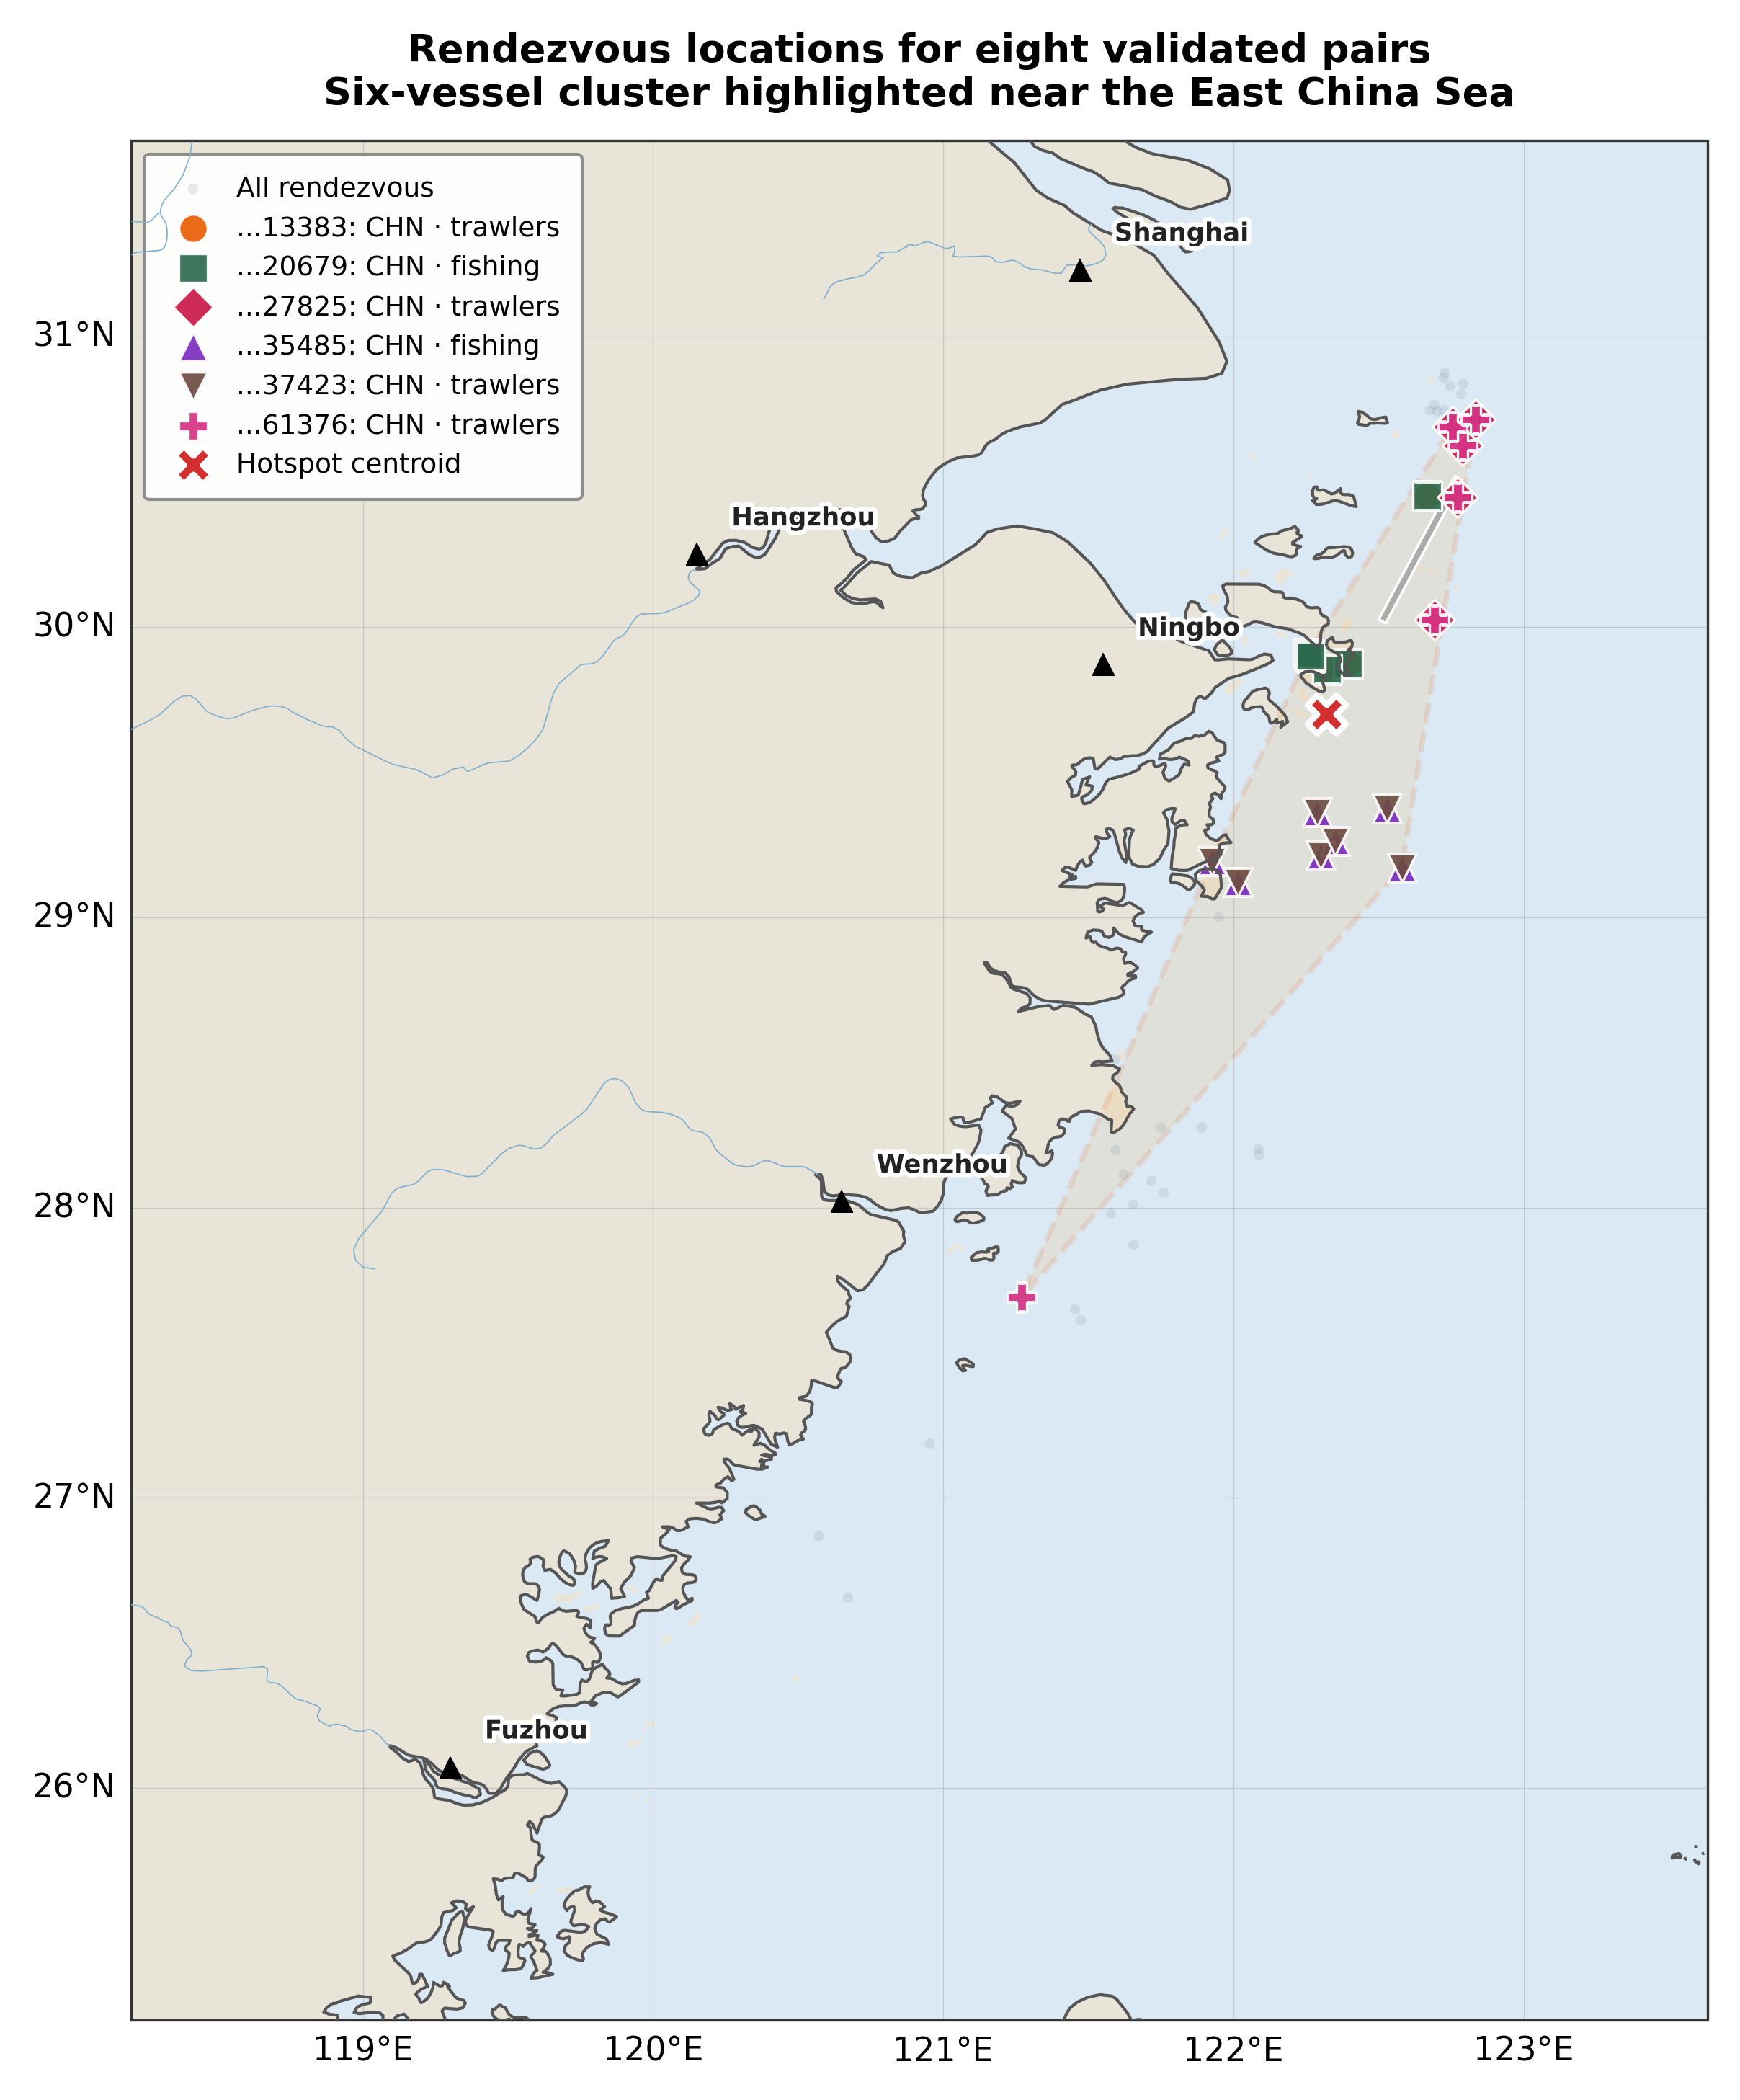 Rendezvous locations for eight validated pairs
Six-vessel cluster highlighted near the East China Sea
All rendezvous
...13383: CHN · trawlers
...20679: CHN · fishing
...27825: CHN · trawlers
...35485: CHN · fishing
...37423: CHN · trawlers
...61376: CHN · trawlers
Hotspot centroid
Shanghai
Hangzhou
Ningbo
Wenzhou
Fuzhou
31°N
30°N
29°N
28°N
27°N
26°N
119°E
120°E
121°E
122°E
123°E